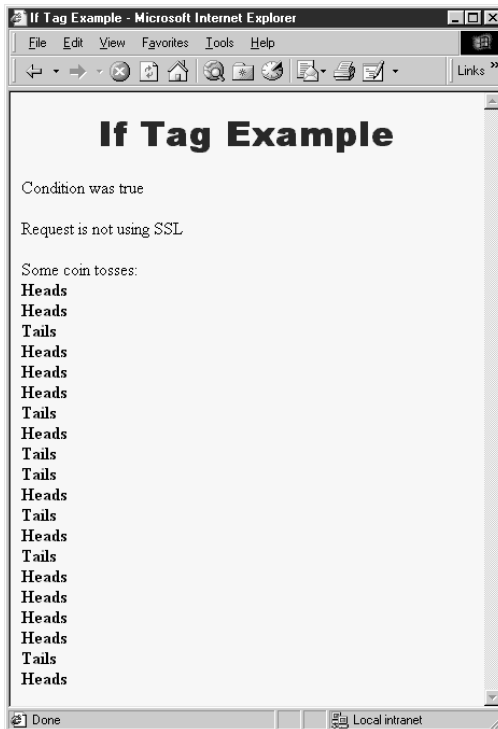 If Tag Example - Microsoft Internet Explorer
File Edit View Favorites Tools Help
Links »
If Tag Example
Condition was true
Request is not using SSL
Some coin tosses:
Heads
Heads
Tails
Heads
Heads
Heads
Tails
Heads
Tails
Tails
Heads
Tails
Heads
Tails
Heads
Heads
Heads
Heads
Tails
Heads
Done Local intranet